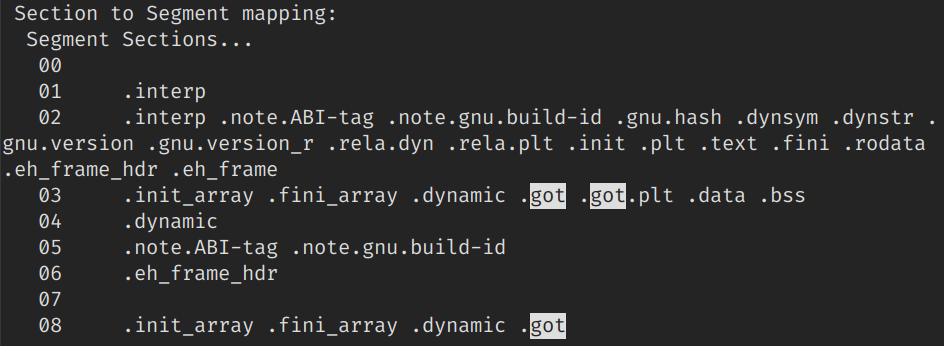 Section to Segment mapping:
Segment Sections...
00
01 .interp
02 .interp .note.ABI-tag .note.gnu.build-id .gnu.hash .dynsym .dynstr .
gnu.version .gnu.version_r .rela.dyn .rela.plt .init .plt .text .fini .rodata
.eh_frame_hdr .eh_frame
03 .init_array .fini_array .dynamic .got .got.plt .data .bss
04 .dynamic
05 .note.ABI-tag .note.gnu.build-id
06 .eh_frame_hdr
07
08 .init_array .fini_array .dynamic .got